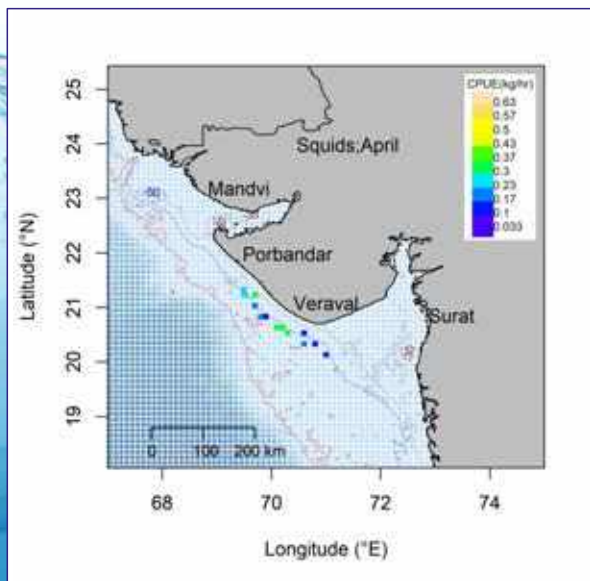 CPUE(kg/hr)
0.63
0.57
0.5
0.43
0.37
0.3
0.23
0.17
0.1
0.033
Squids,April
Mandvi
Porbandar
Veraval
Surat
-50
Latitude (°N)
25
24
23
22
21
20
19
0 100 200 km
68 70 72 74
Longitude (°E)